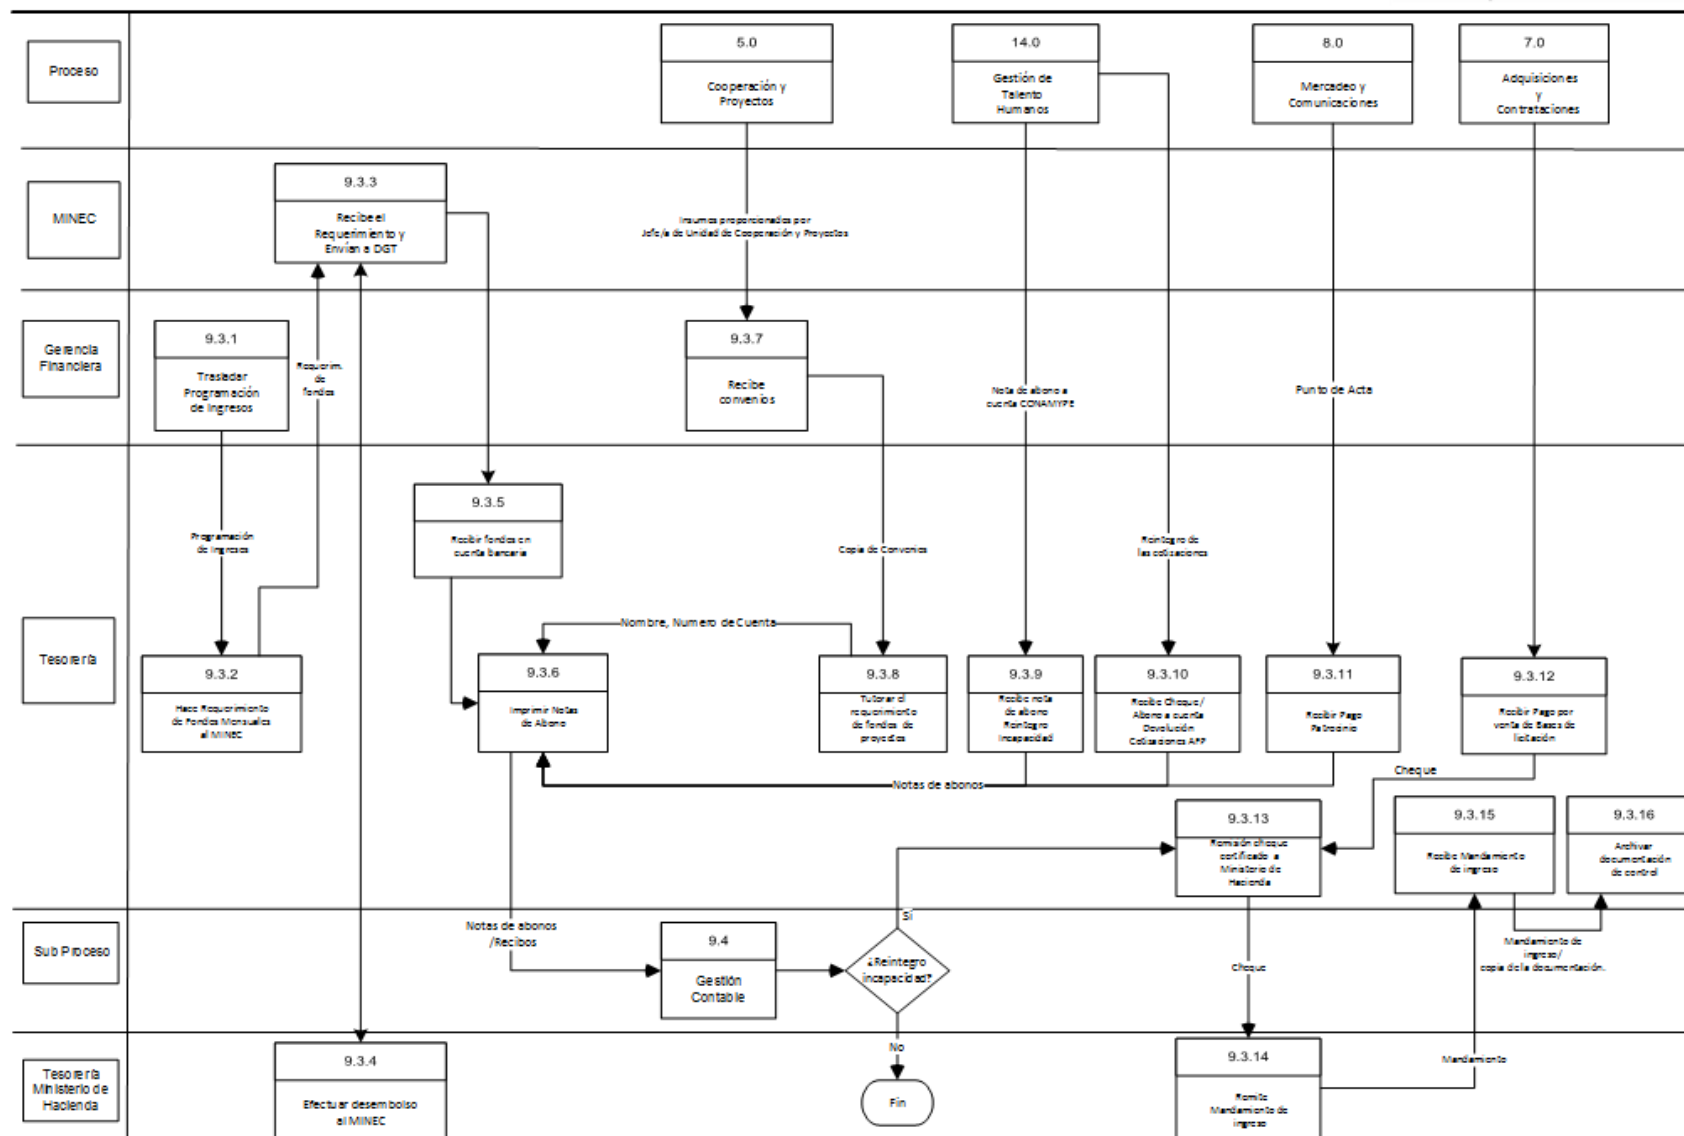 Proceso
5.0
Cooperación y
Proyectos
14.0
Gestión de
Talento
Humanos
8.0
Mercadeo y
Comunicaciones
7.0
Adquisiciones
y
Contrataciones
MINEC
9.3.3
Recibe el
Requerimiento y
Envían a DGT
Insumos proporcionados por
Jefe/a de Unidad de Cooperación y Proyectos
Gerencia
Financiera
9.3.1
Trasladar
Programación
de Ingresos
Requerim.
de
fondos
9.3.7
Recibe
convenios
Nota de abono a
cuenta CONAMYPE
Punto de Acta
Tesorería
9.3.5
Recibir fondos en
cuenta bancaria
Programación
de Ingresos
Copia de Convenios
Reintegro de
las cotizaciones
Nombre, Numero de Cuenta
9.3.2
Hace Requerimiento
de Fondos Mensuales
al MINEC
9.3.6
Imprimir Notas
de Abono
9.3.8
Tutorar el
requerimiento
de fondos de
proyectos
9.3.9
Recibe nota
de abono
Reintegro
Incapacidad
9.3.10
Recibe Cheque/
Abono a cuenta
Devolución
Cotizaciones AFP
9.3.11
Recibir Pago
Patrocinio
9.3.12
Recibir Pago por
venta de Bases de
licitación
Notas de abonos
Cheque
9.3.13
Remisión cheque
certificado a
Ministerio de
Hacienda
9.3.15
Recibe Mandamiento
de ingreso
9.3.16
Archivar
documentación
de control
Sub Proceso
Notas de abonos
/Recibos
9.4
Gestión
Contable
Sí
¿Reintegro
incapacidad?
No
Cheque
Mandamiento de
ingreso/
copia de la documentación.
Tesorería
Ministerio de
Hacienda
9.3.4
Efectuar desembolso
al MINEC
Fin
9.3.14
Remite
Mandamiento de
ingreso
Mandamiento